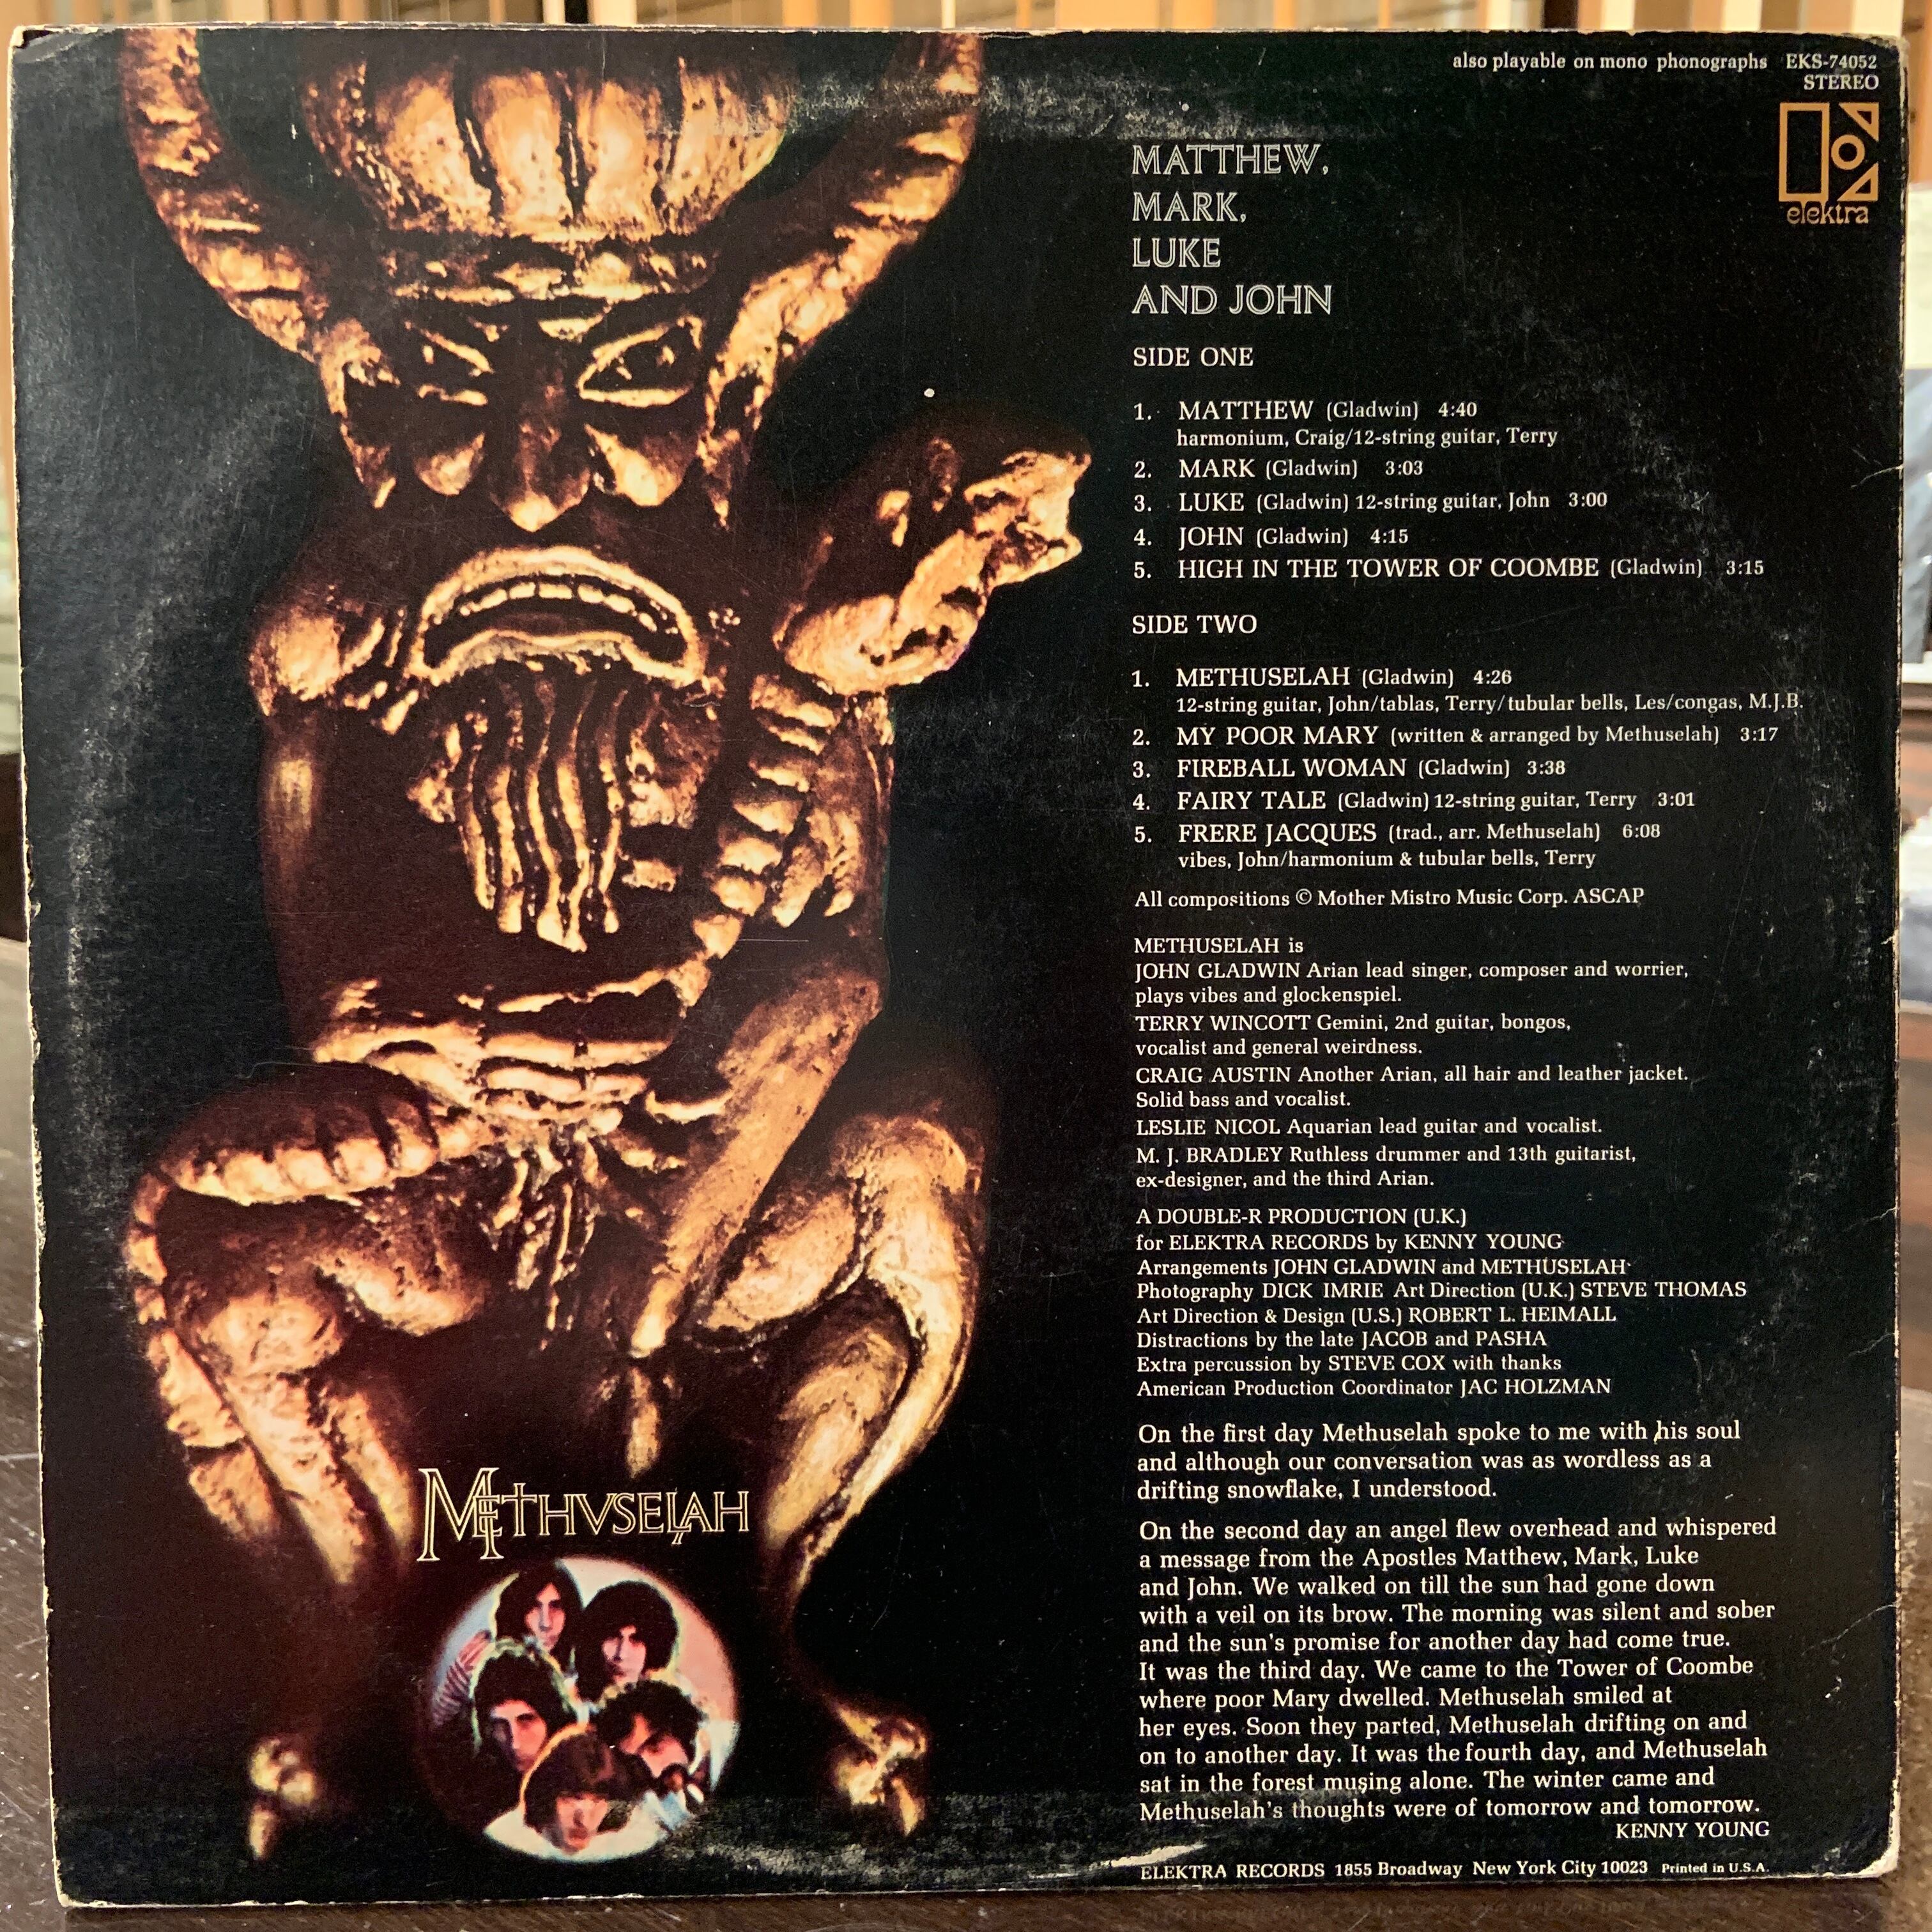 also playable on mono phonographs EKS-74052
STEREO
elektra
MATTHEW,
MARK,
LUKE
AND JOHN
SIDE ONE
1. MATTHEW (Gladwin) 4:40
harmonium, Craig/12-string guitar, Terry
2. MARK (Gladwin) 3:03
3. LUKE (Gladwin) 12-string guitar, John 3:00
4. JOHN (Gladwin) 4:15
5. HIGH IN THE TOWER OF COOMBE (Gladwin) 3:15
SIDE TWO
1. METHUSELAH (Gladwin) 4:26
12-string guitar, John/tablas, Terry/tubular bells, Les/congas, M.J.B.
2. MY POOR MARY (written & arranged by Methuselah) 3:17
3. FIREBALL WOMAN (Gladwin) 3:38
4. FAIRY TALE (Gladwin) 12-string guitar, Terry 3:01
5. FRERE JACQUES (trad., arr. Methuselah) 6:08
vibes, John/harmonium & tubular bells, Terry
All compositions © Mother Mistro Music Corp. ASCAP
METHUSELAH is
JOHN GLADWIN Arian lead singer, composer and worrier,
plays vibes and glockenspiel.
TERRY WINCOTT Gemini, 2nd guitar, bongos,
vocalist and general weirdness.
CRAIG AUSTIN Another Arian, all hair and leather jacket.
Solid bass and vocalist.
LESLIE NICOL Aquarian lead guitar and vocalist.
M. J. BRADLEY Ruthless drummer and 13th guitarist,
ex-designer, and the third Arian.
A DOUBLE-R PRODUCTION (U.K.)
for ELEKTRA RECORDS by KENNY YOUNG
Arrangements JOHN GLADWIN and METHUSELAH
Photography DICK IMRIE Art Direction (U.K.) STEVE THOMAS
Art Direction & Design (U.S.) ROBERT L. HEIMALL
Distractions by the late JACOB and PASHA
Extra percussion by STEVE COX with thanks
American Production Coordinator JAC HOLZMAN
On the first day Methuselah spoke to me with his soul
and although our conversation was as wordless as a
drifting snowflake, I understood.
On the second day an angel flew overhead and whispered
a message from the Apostles Matthew, Mark, Luke
and John. We walked on till the sun had gone down
with a veil on its brow. The morning was silent and sober
and the sun's promise for another day had come true.
It was the third day. We came to the Tower of Coombe
where poor Mary dwelled. Methuselah smiled at
her eyes. Soon they parted, Methuselah drifting on and
on to another day. It was the fourth day, and Methuselah
sat in the forest musing alone. The winter came and
Methuselah's thoughts were of tomorrow and tomorrow.
KENNY YOUNG
ELEKTRA RECORDS 1855 Broadway New York City 10023 Printed in U.S.A.
METHVSELAH